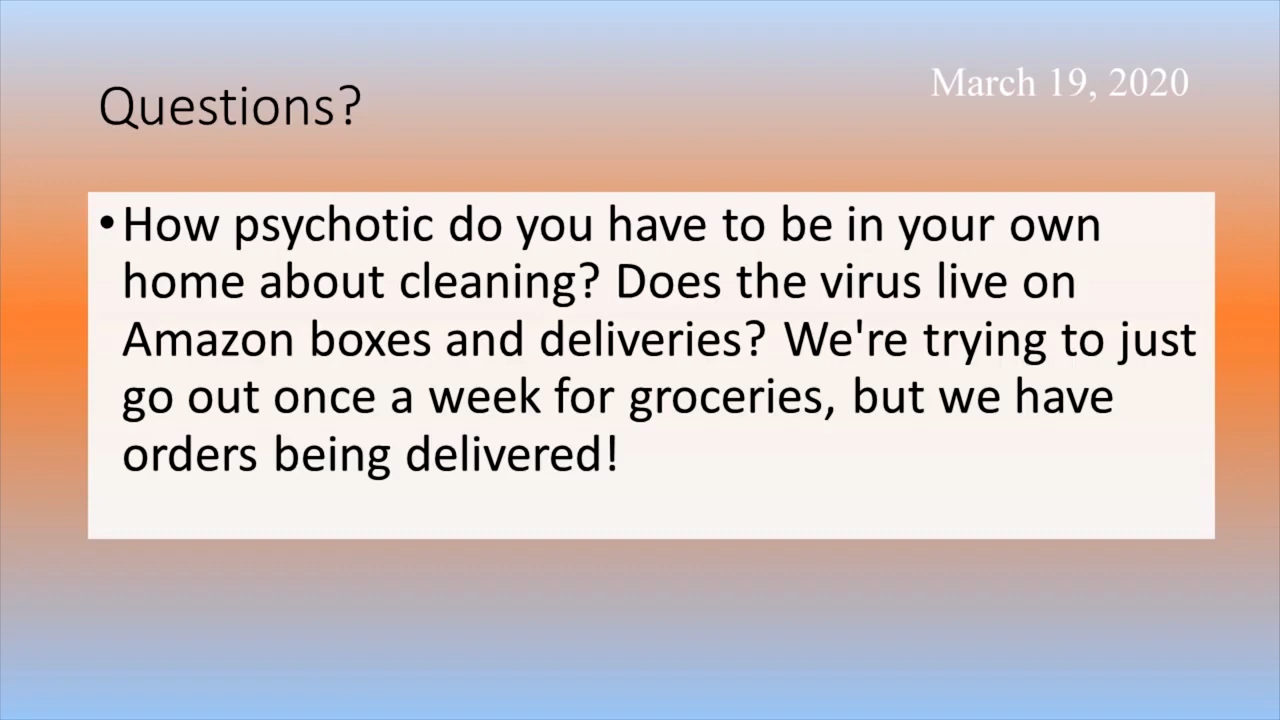 Questions?
March 19, 2020
•How psychotic do you have to be in your own
home about cleaning? Does the virus live on
Amazon boxes and deliveries? We're trying to just
go out once a week for groceries, but we have
orders being delivered!